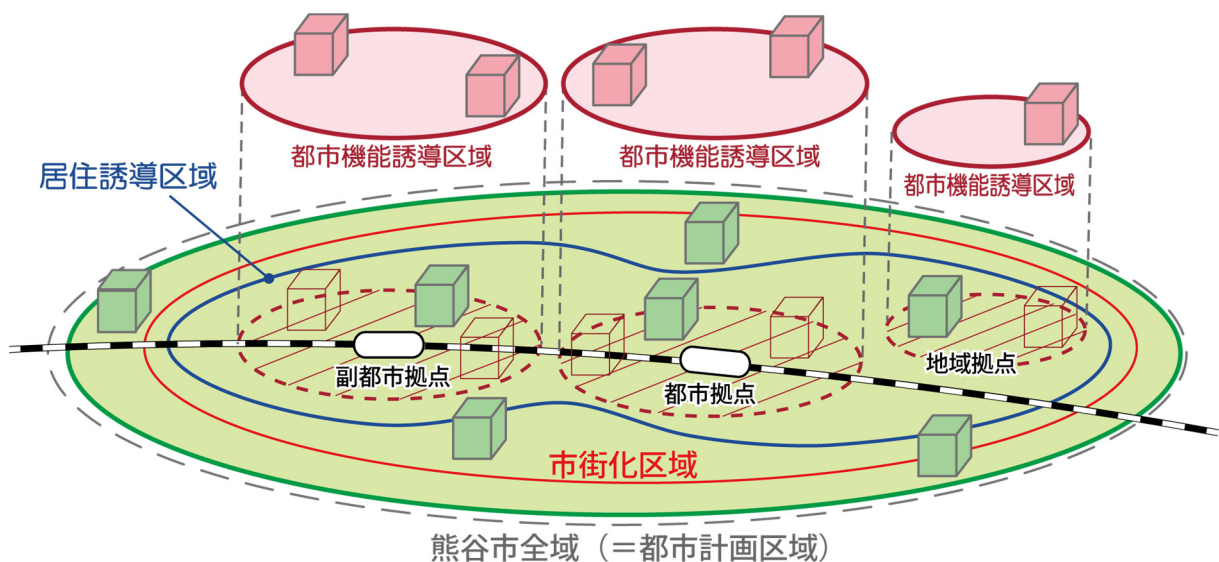 都市機能誘導区域
都市機能誘導区域
都市機能誘導区域
居住誘導区域
副都市拠点
都市拠点
地域拠点
市街化区域
熊谷市全域（＝都市計画区域）